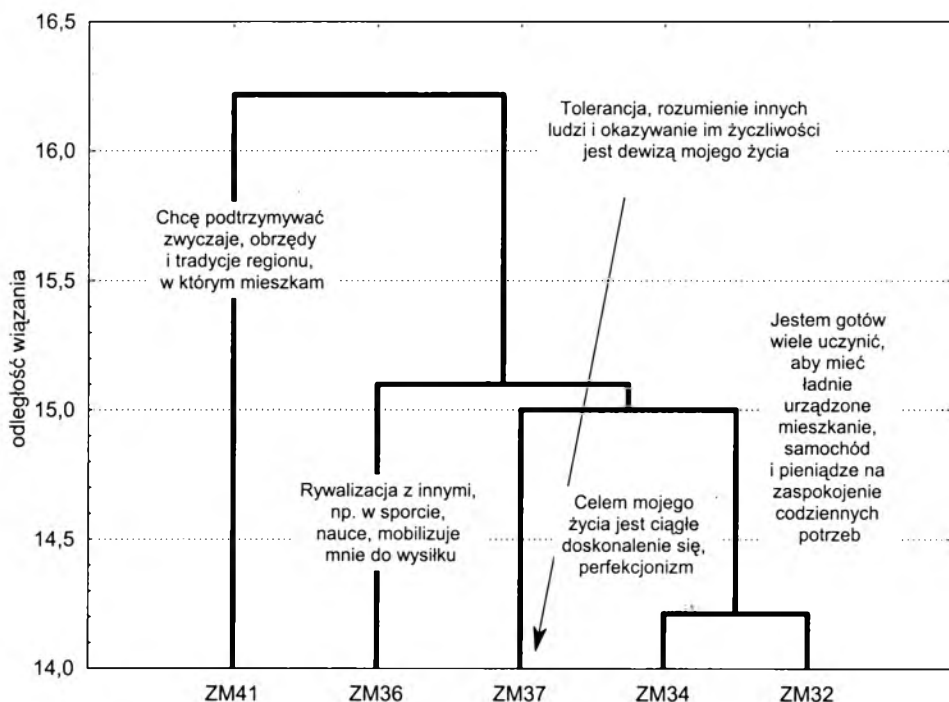 16,5
16,0
15,5
15,0
14,5
14,0
odległość wiązania
Chcę podtrzymywać
zwyczaje, obrzędy
i tradycje regionu,
w którym mieszkam
Tolerancja, rozumienie innych
ludzi i okazywanie im życzliwości
jest dewizą mojego życia
Jestem gotów
wiele uczynić,
aby mieć
ładnie
urządzone
mieszkanie,
samochód
i pieniądze na
zaspokojenie
codziennych
potrzeb
Rywalizacja z innymi,
np. w sporcie,
nauce, mobilizuje
mnie do wysiłku
Celem mojego
życia jest ciągłe
doskonalenie się,
perfekcjonizm
ZM41
ZM36
ZM37
ZM34
ZM32